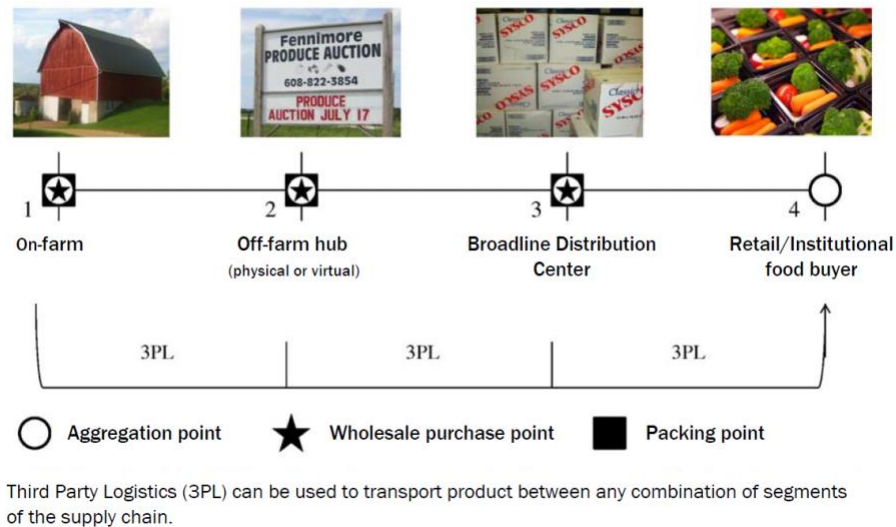 Fennimore
PRODUCE AUCTION
608-822-3854
PRODUCE
AUCTION JULY 17
Classic
SYSCO
SYSCO
SYSCO
Classic
SYSCO
1
2
3
4
On-farm
Off-farm hub
(physical or virtual)
Broadline Distribution
Center
Retail/Institutional
food buyer
3PL
3PL
3PL
Aggregation point
Wholesale purchase point
Packing point
Third Party Logistics (3PL) can be used to transport product between any combination of segments
of the supply chain.